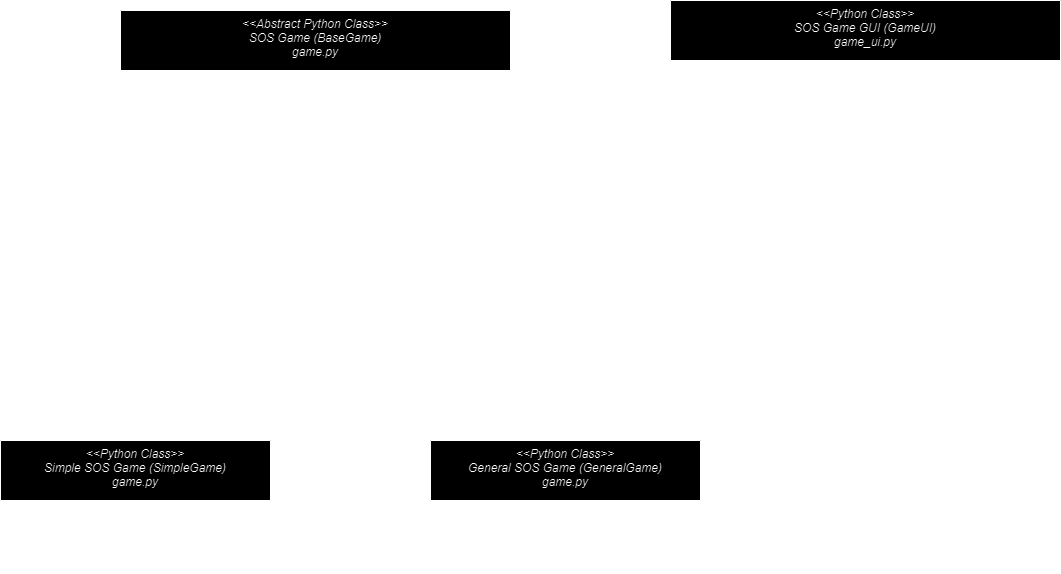 <<Abstract Python Class>>
SOS Game (BaseGame)
game.py
<<Python Class>>
SOS Game GUI (GameUI)
game_ui.py
<<Python Class>>
Simple SOS Game (SimpleGame)
game.py
<<Python Class>>
General SOS Game (GeneralGame)
game.py